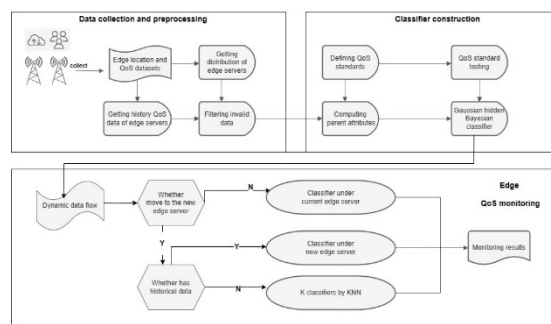 Data collection and preprocessing
Classifier construction
collect
Edge location and
QoS datasets
Getting
distribution of
edge servers
Defining QoS
standards
QoS standard
testing
Getting history QoS
data of edge servers
Filtering invalid
data
Computing
parent attributes
Gaussian hidden
Bayesian
classifier
Dynamic data flow
Whether
move to the new
edge server
N
Classifier under
current edge server
Edge
QoS monitoring
Y
Y
Classifier under
new edge server
Monitoring results
Whether has
historical data
N
K classifiers by KNN